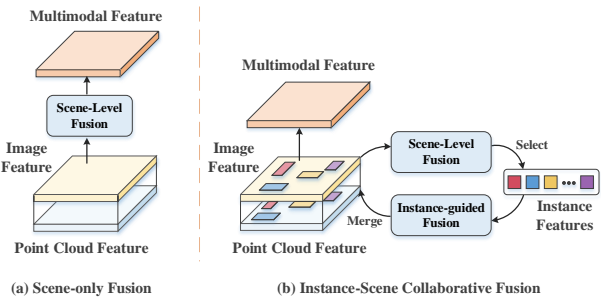 Multimodal Feature
Scene-Level
Fusion
Image
Feature
Point Cloud Feature
(a) Scene-only Fusion
Multimodal Feature
Image
Feature
Point Cloud Feature
Scene-Level
Fusion
Select
Instance-guided
Fusion
Merge
Instance
Features
(b) Instance-Scene Collaborative Fusion